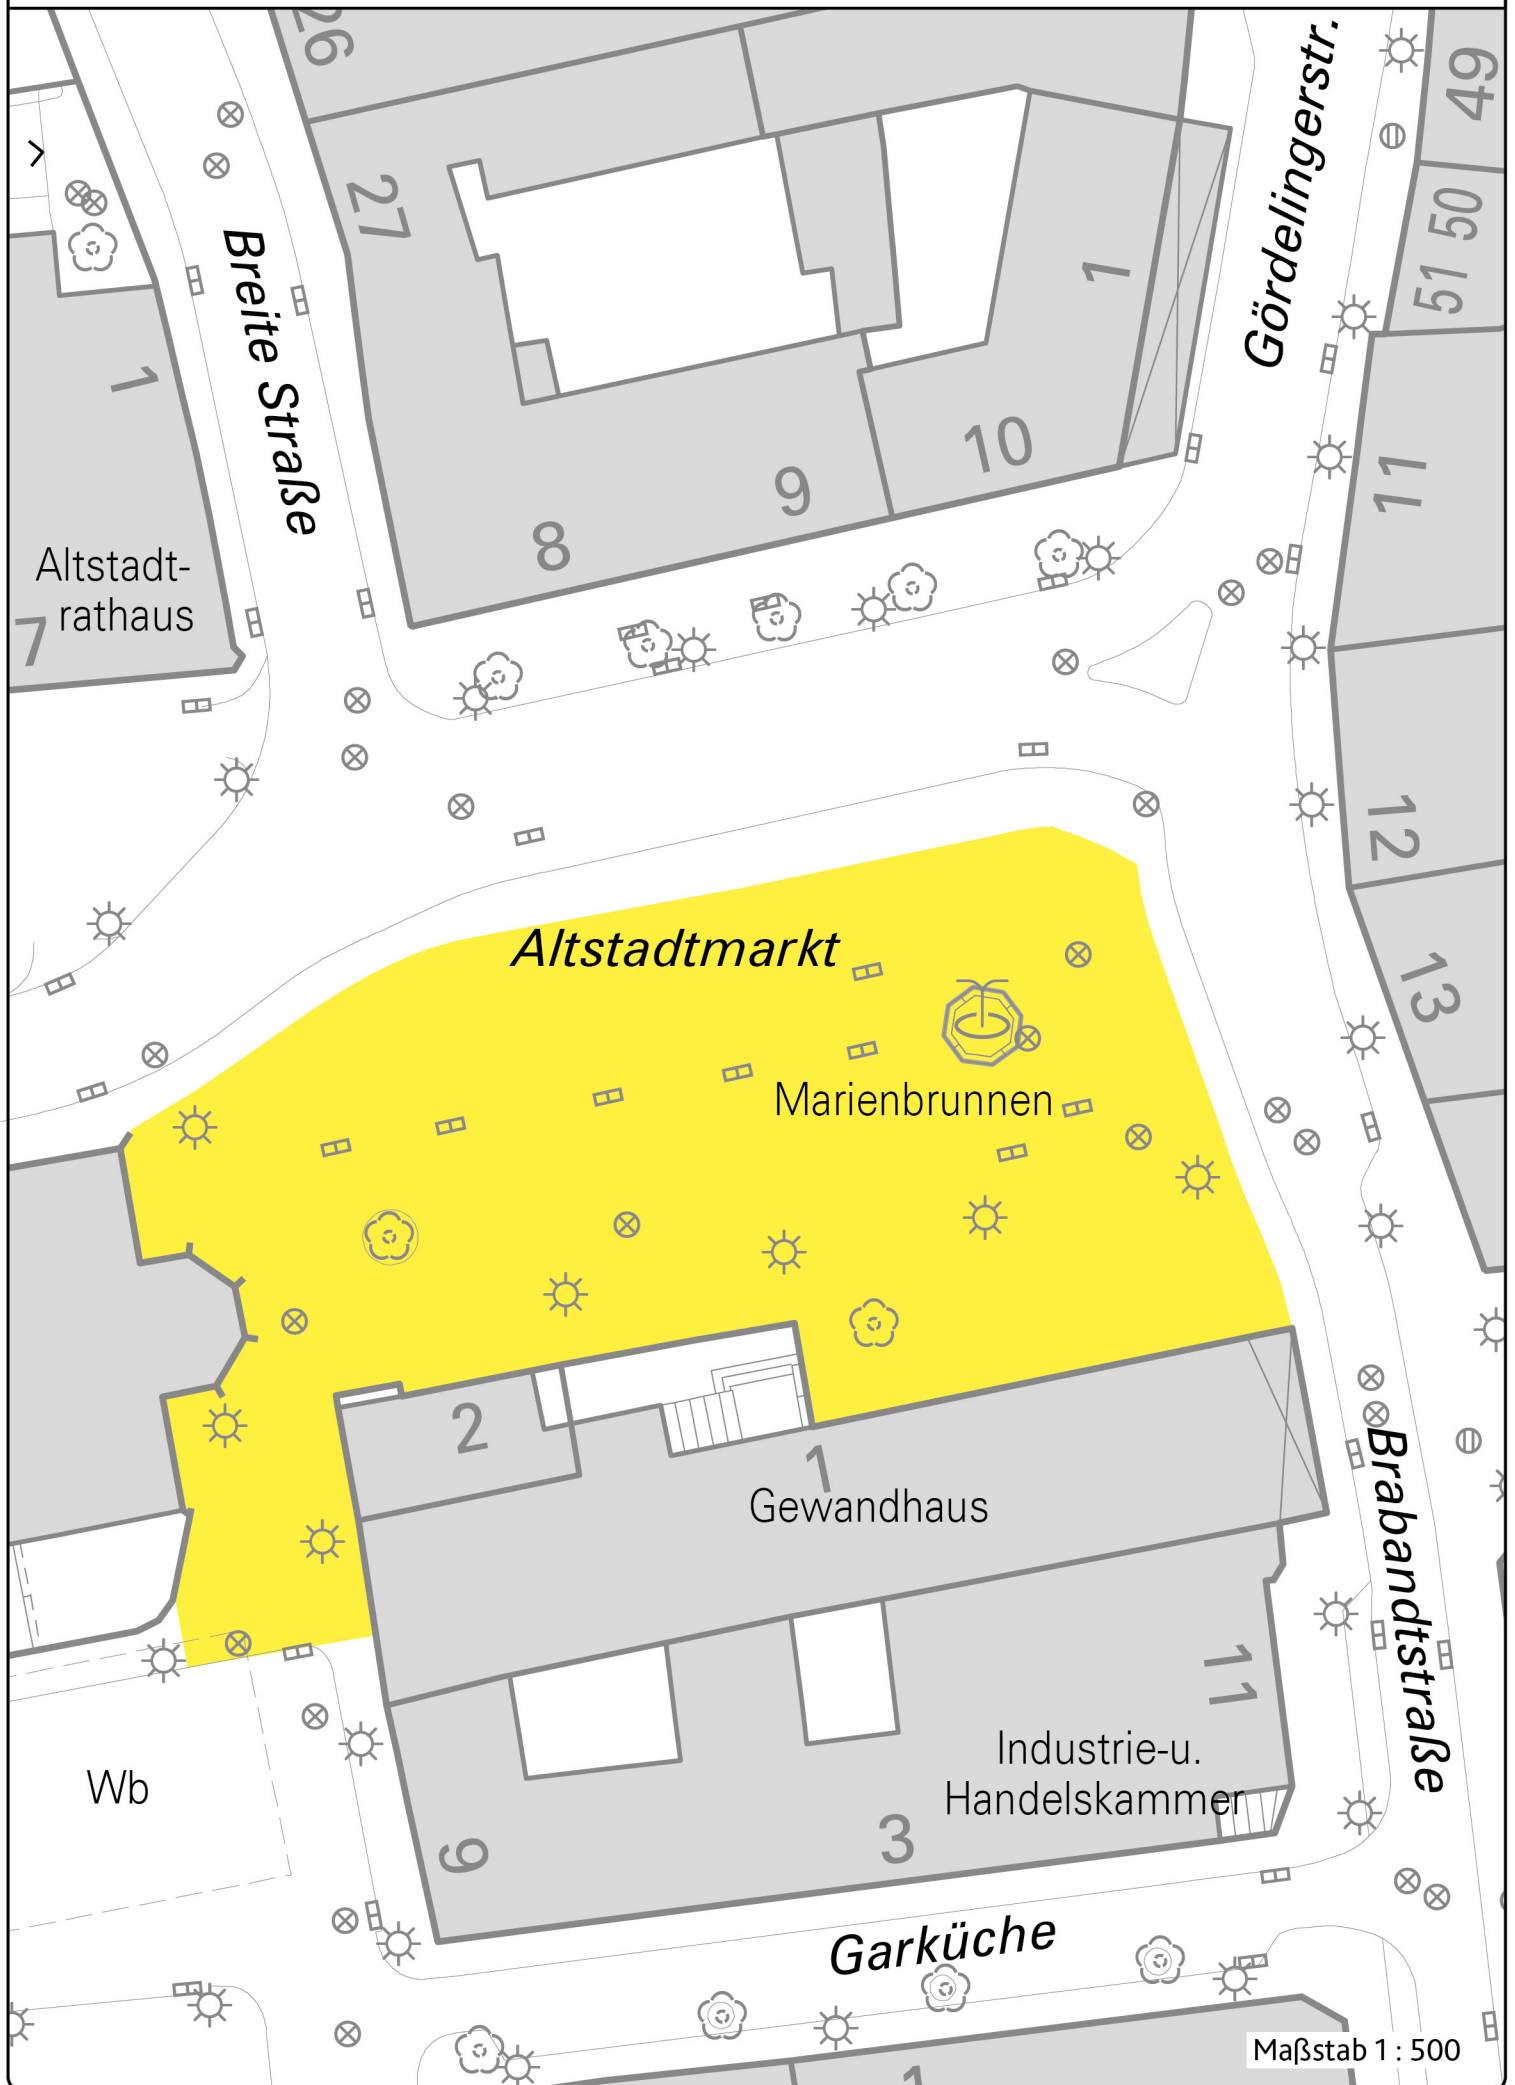 26
Gördelingerstr.
49
27
50
51
Breite Straße
1
1
10
11
9
8
Altstadt-
rathaus
7
12
Altstadtmarkt
13
Marienbrunnen
2
1
Gewandhaus
Brabandtstraße
11
Industrie-u.
Handelskammer
Wb
3
9
Garküche
Maßstab 1 : 500
1